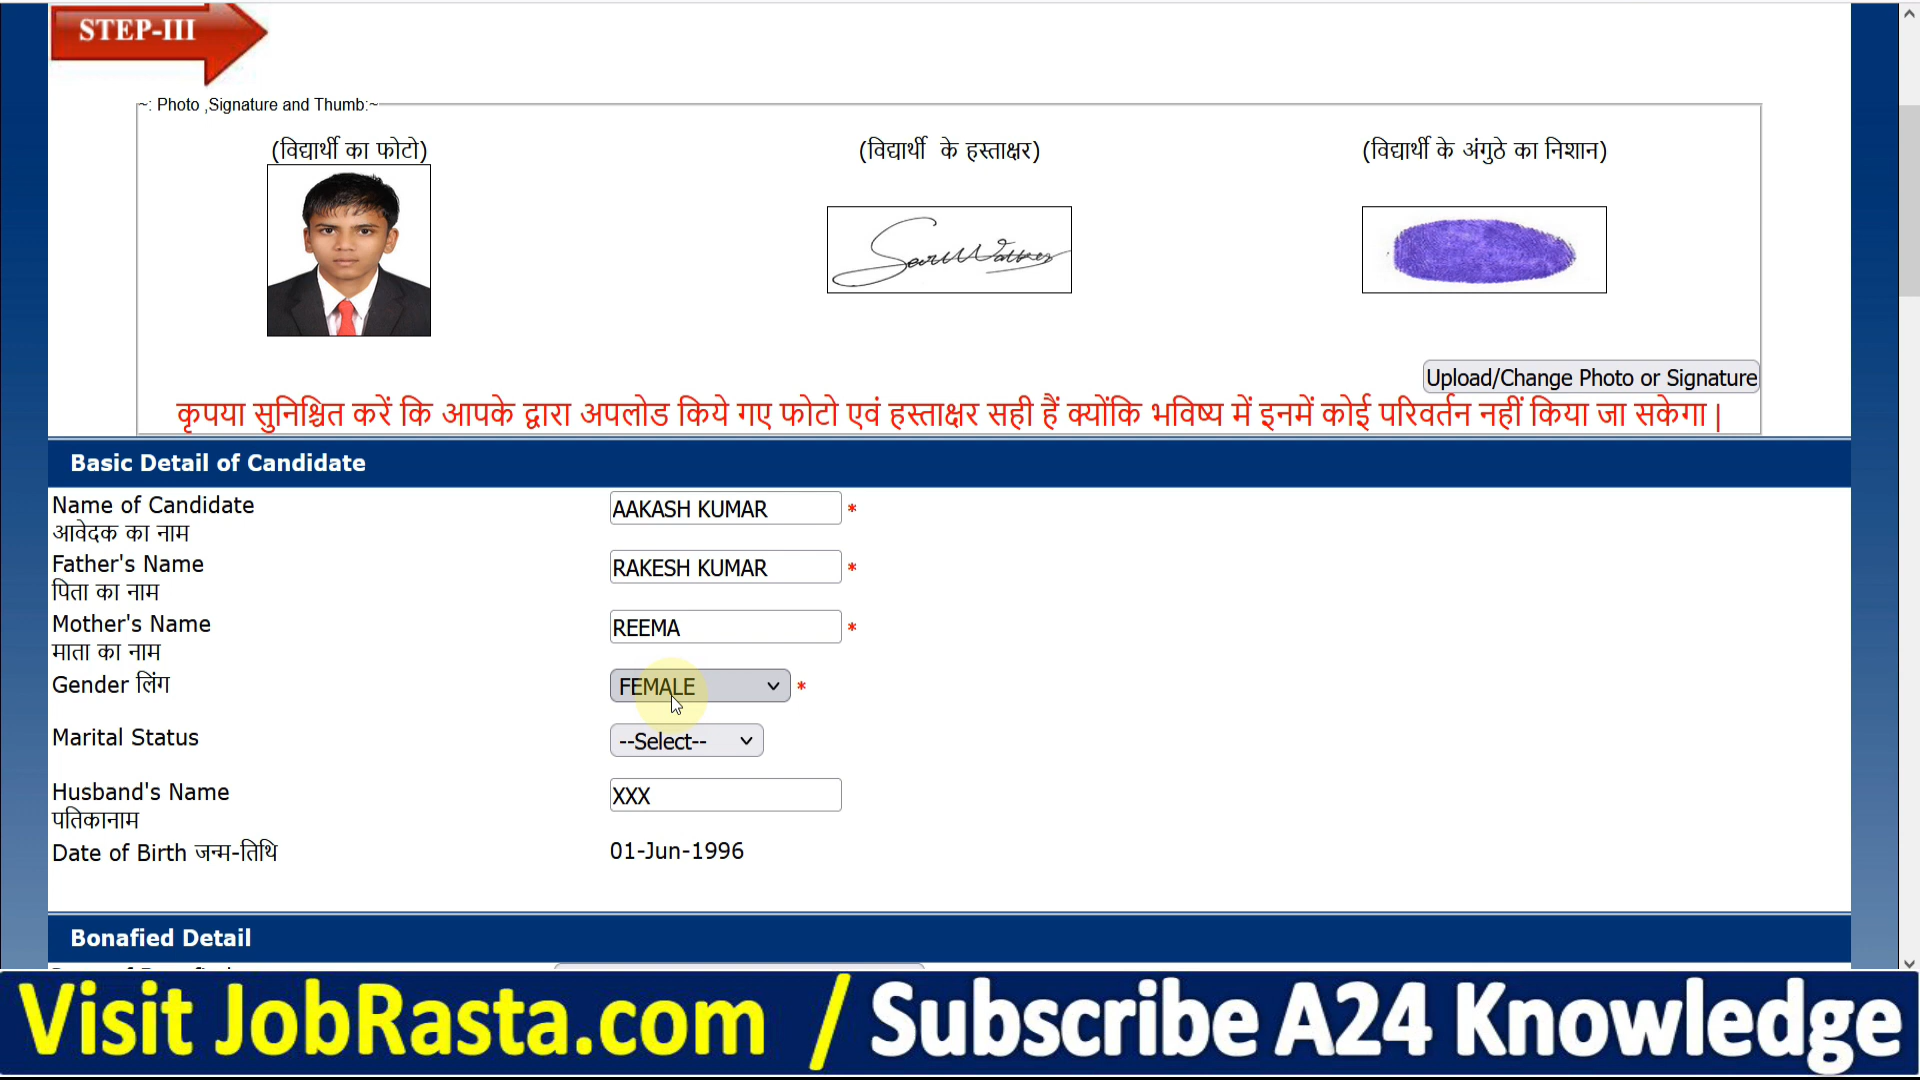 STEP-III
~: Photo ,Signature and Thumb:~
(विद्यार्थी का फोटो)
(विद्यार्थी के हस्ताक्षर)
(विद्यार्थी के अंगुठे का निशान)
Upload/Change Photo or Signature
कृपया सुनिश्चित करें कि आपके द्वारा अपलोड किये गए फोटो एवं हस्ताक्षर सही हैं क्योंकि भविष्य में इनमें कोई परिवर्तन नहीं किया जा सकेगा |
Basic Detail of Candidate
Name of Candidate
आवेदक का नाम
AAKASH KUMAR *
Father's Name
पिता का नाम
RAKESH KUMAR *
Mother's Name
माता का नाम
REEMA *
Gender लिंग
FEMALE *
Marital Status
--Select--
Husband's Name
पतिकानाम
XXX
Date of Birth जन्म-तिथि
01-Jun-1996
Bonafied Detail
Visit JobRasta.com / Subscribe A24 Knowledge